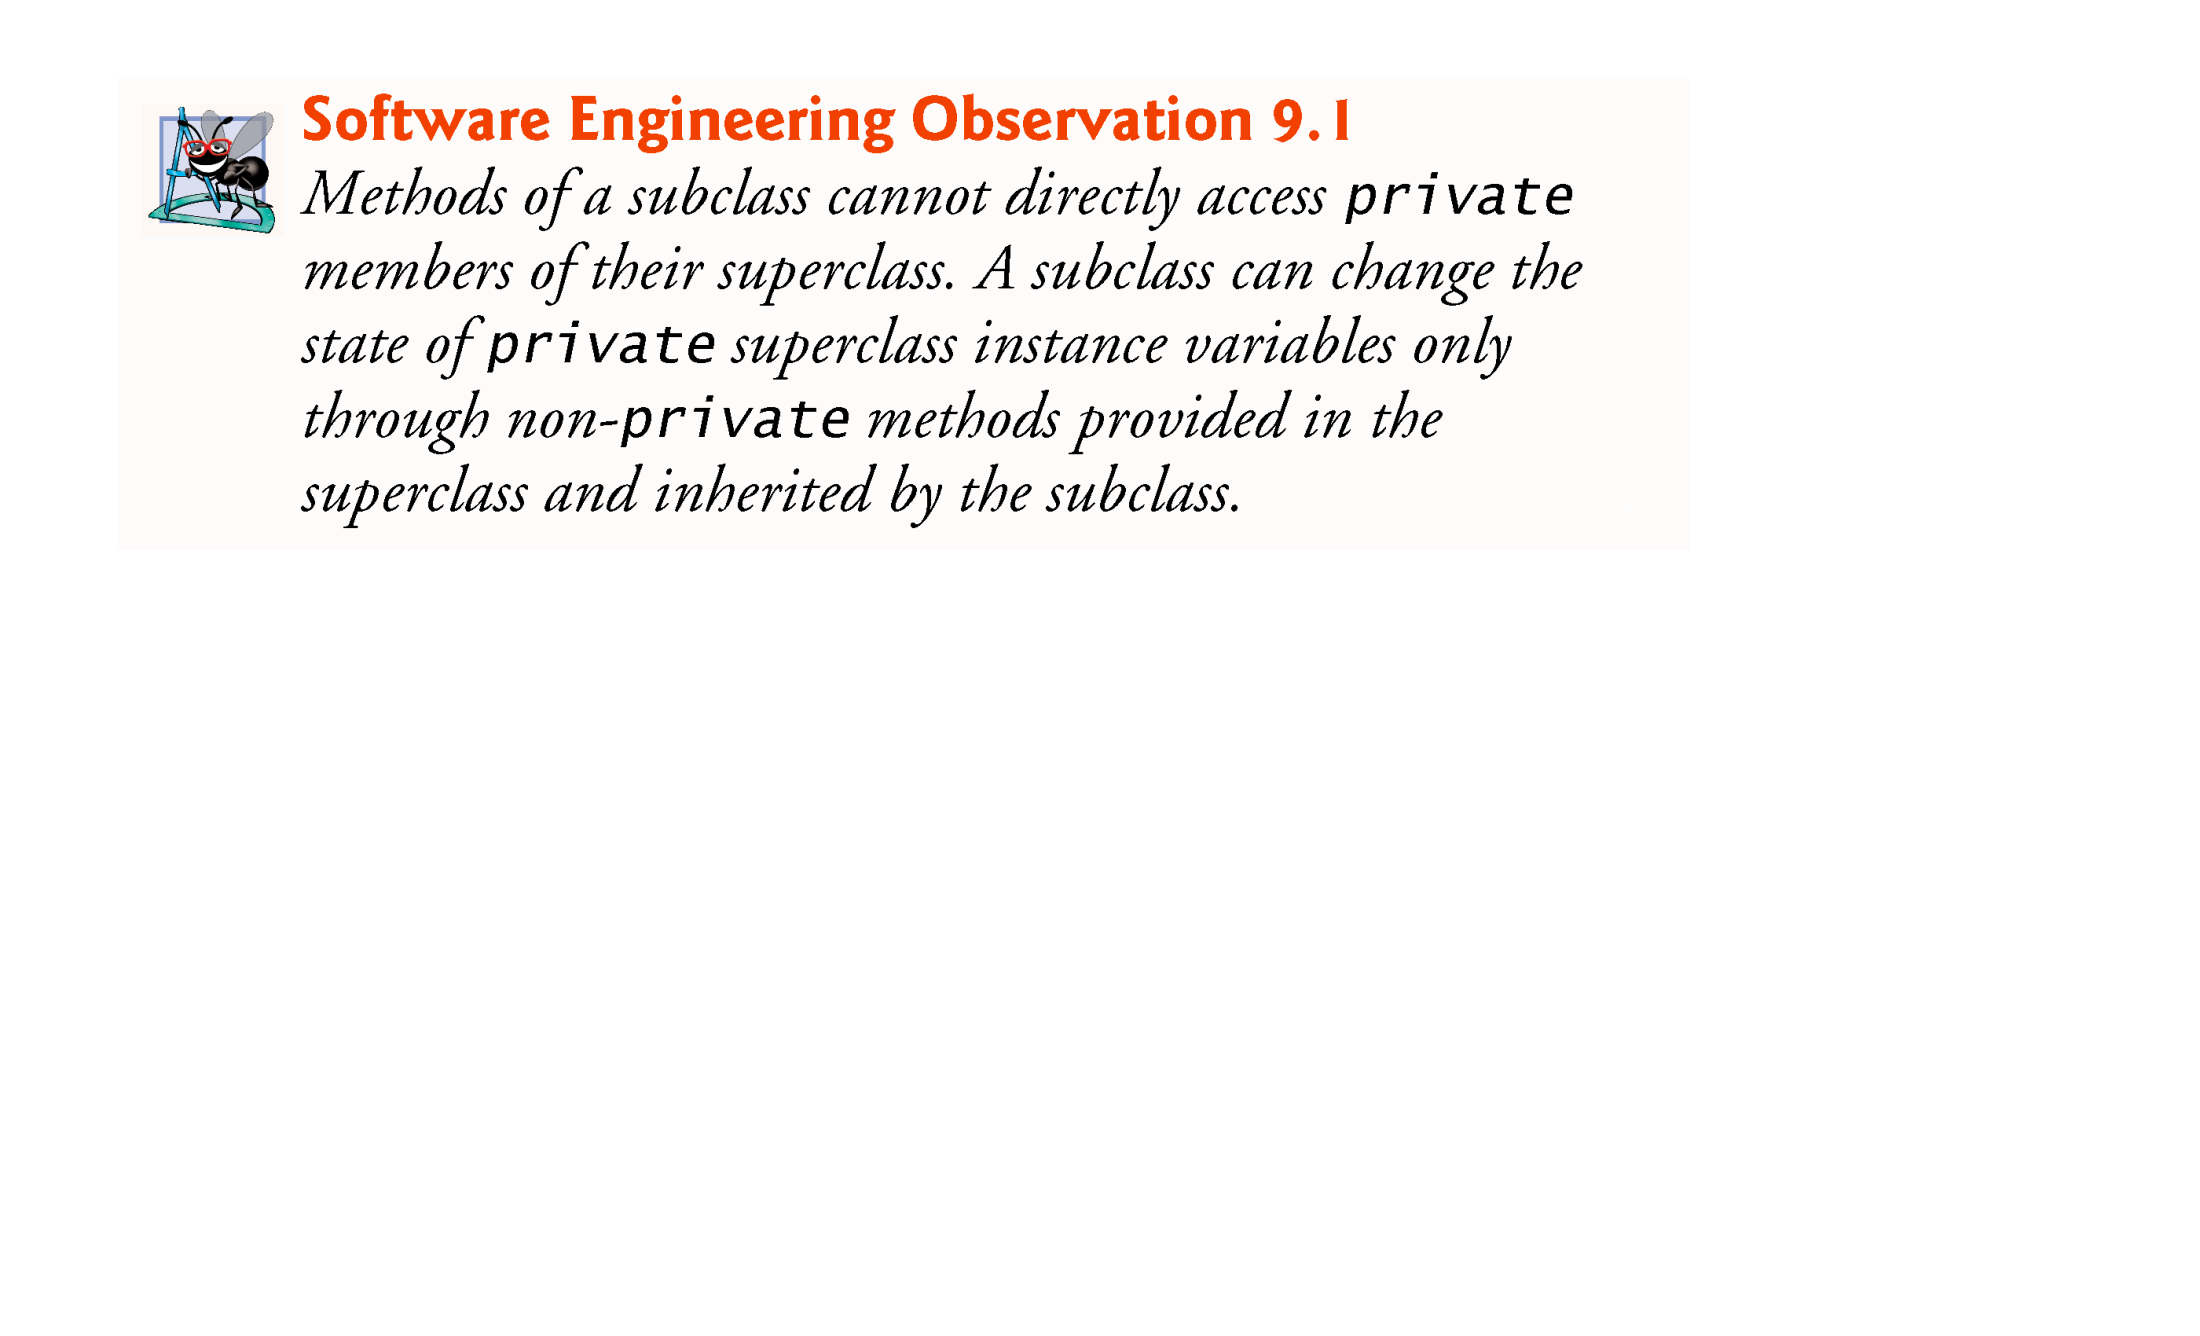 Software Engineering Observation 9.1
Methods of a subclass cannot directly access private
members of their superclass. A subclass can change the
state of private superclass instance variables only
through non-private methods provided in the
superclass and inherited by the subclass.